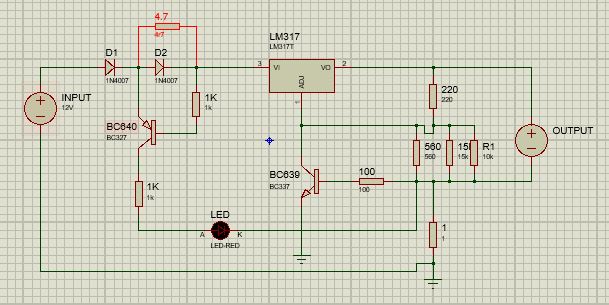 4.7
4r7
LM317
LM317T
D1
D2
1N4007
1N4007
3
VI
VO
2
ADJ
1
INPUT
12V
1K
1k
220
220
BC640
BC327
OUTPUT
560
560
15
15k
R1
10k
BC639
BC337
100
100
1K
1k
LED
A
K
LED-RED
1
1